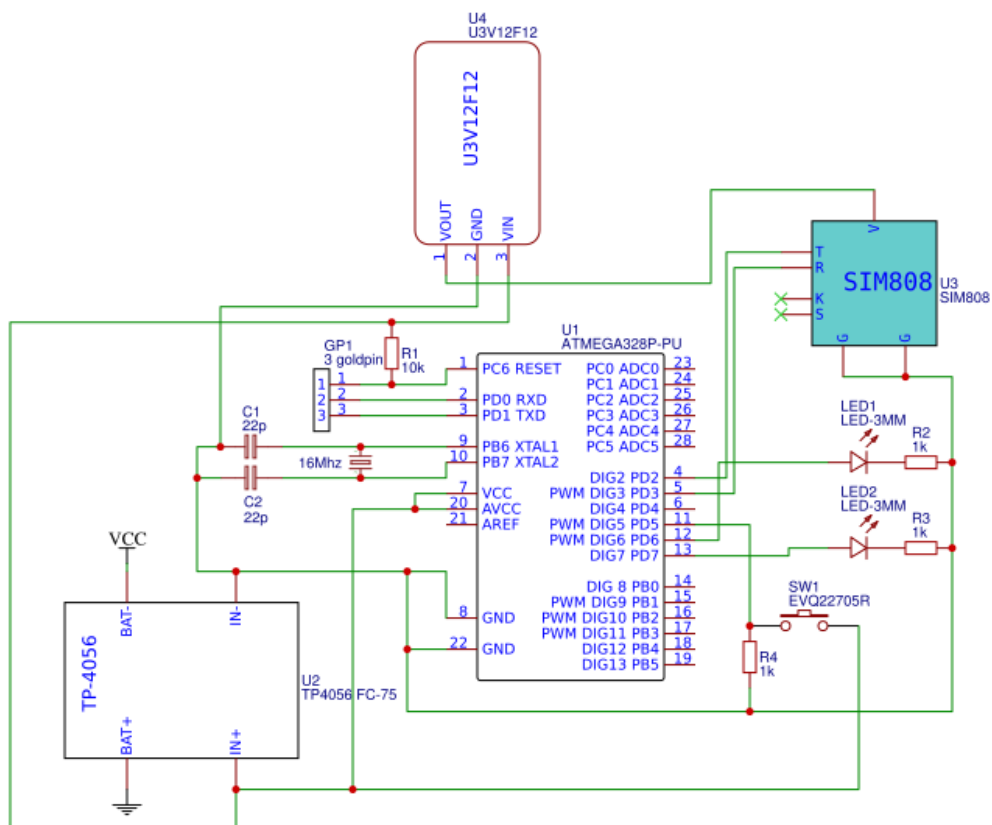 U4
U3V12F12
U3V12F12
VOUT
GND
VIN
1
2
3
V
T
R
K
S
SIM808
G
G
U3
SIM808
U1
ATMEGA328P-PU
GP1
3 goldpin
1
2
3
1
2
3
R1
10k
1
2
3
9
10
7
20
21
8
22
PC6 RESET
PD0 RXD
PD1 TXD
PB6 XTAL1
PB7 XTAL2
VCC
AVCC
AREF
GND
GND
PC0 ADC0
PC1 ADC1
PC2 ADC2
PC3 ADC3
PC4 ADC4
PC5 ADC5
DIG2 PD2
PWM DIG3 PD3
DIG4 PD4
PWM DIG5 PD5
PWM DIG6 PD6
DIG7 PD7
DIG 8 PB0
PWM DIG9 PB1
PWM DIG10 PB2
PWM DIG11 PB3
DIG12 PB4
DIG13 PB5
23
24
25
26
27
28
4
5
6
11
12
13
14
15
16
17
18
19
C1
22p
16Mhz
C2
22p
LED1
LED-3MM
R2
1k
LED2
LED-3MM
R3
1k
SW1
EVQ22705R
R4
1k
VCC
BAT-
IN-
TP-4056
BAT+
IN+
U2
TP4056 FC-75